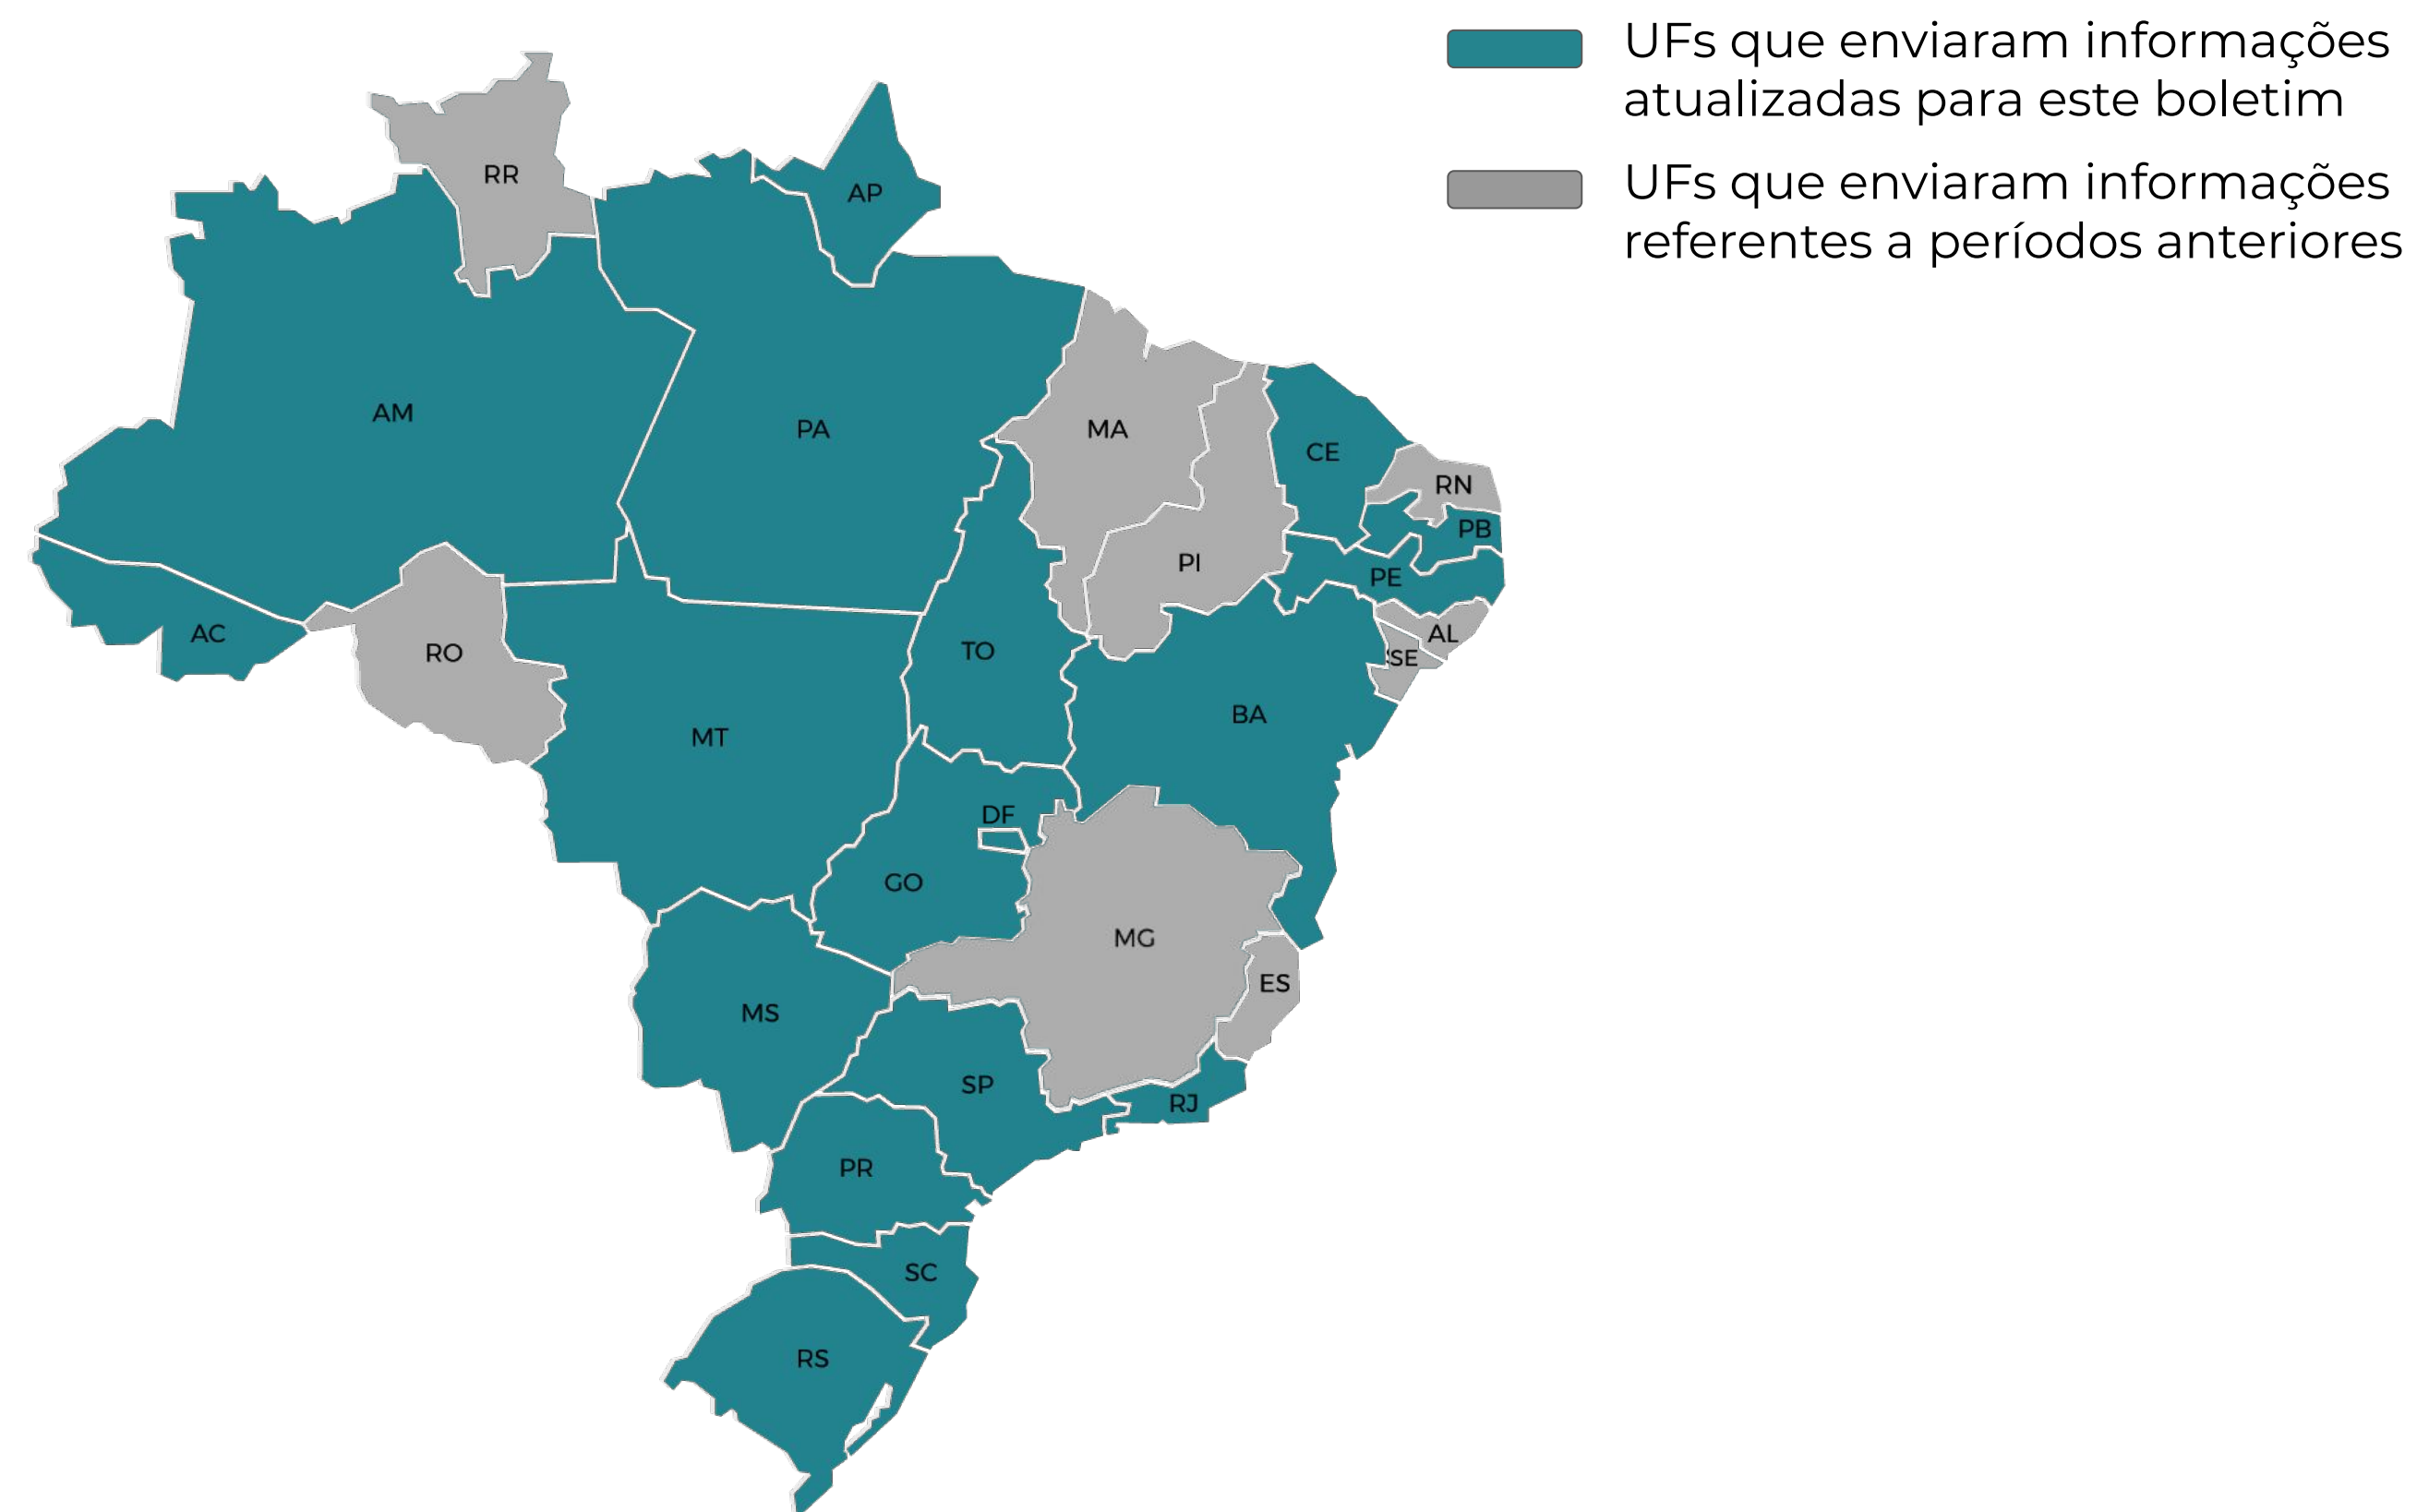 UFs que enviaram informações
atualizadas para este boletim
UFs que enviaram informações
referentes a períodos anteriores
RR
AP
AM
PA
MA
CE
RN
PB
PI
PE
AC
RO
TO
AL
SE
BA
MT
DF
GO
MG
ES
MS
SP
RJ
PR
SC
RS